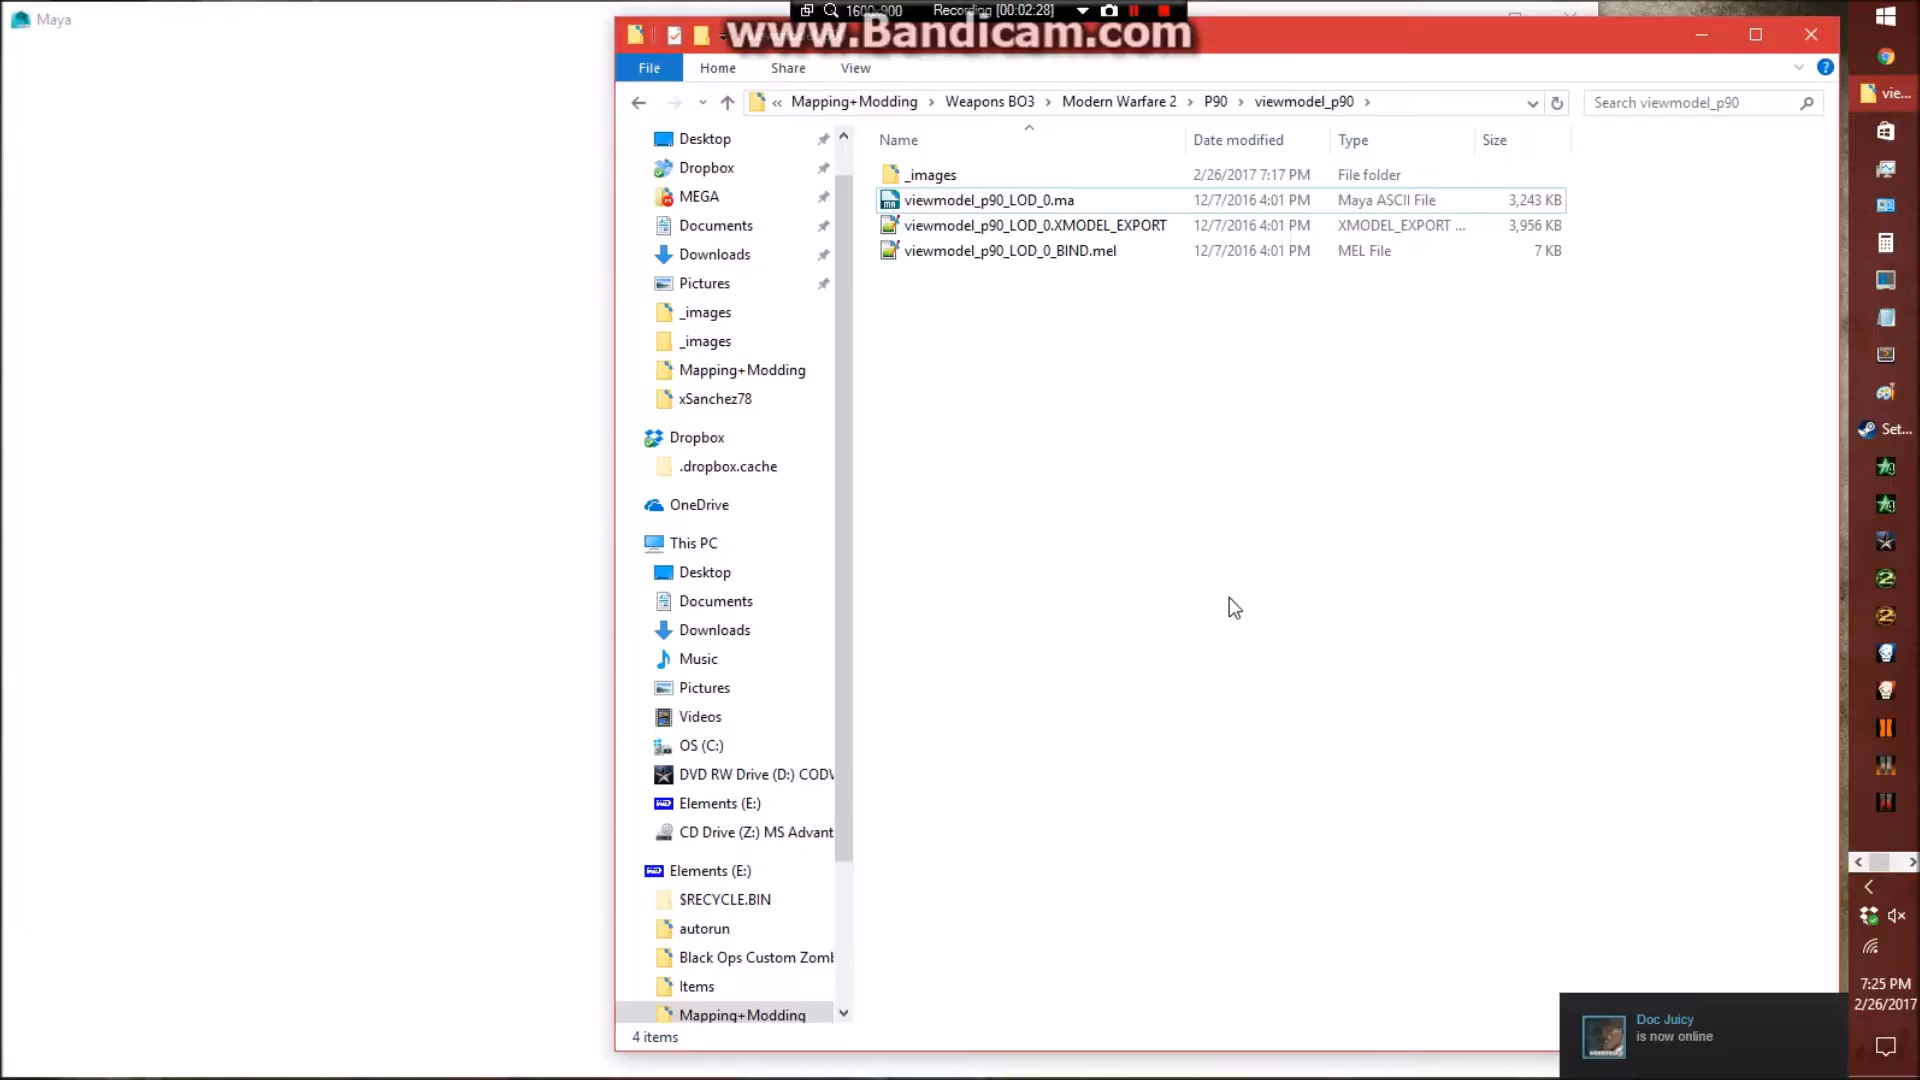 Maya
1600x900 Recording [00:02:28]
www.Bandicam.com
File Home Share View
« Mapping+Modding › Weapons BO3 › Modern Warfare 2 › P90 › viewmodel_p90 ›
Search viewmodel_p90
Name Date modified Type Size
_images 2/26/2017 7:17 PM File folder
viewmodel_p90_LOD_0.ma 12/7/2016 4:01 PM Maya ASCII File 3,243 KB
viewmodel_p90_LOD_0.XMODEL_EXPORT 12/7/2016 4:01 PM XMODEL_EXPORT ... 3,956 KB
viewmodel_p90_LOD_0_BIND.mel 12/7/2016 4:01 PM MEL File 7 KB
Desktop
Dropbox
MEGA
Documents
Downloads
Pictures
_images
_images
Mapping+Modding
xSanchez78
Dropbox
.dropbox.cache
OneDrive
This PC
Desktop
Documents
Downloads
Music
Pictures
Videos
OS (C:)
DVD RW Drive (D:) CODV
Elements (E:)
CD Drive (Z:) MS Advant
Elements (E:)
$RECYCLE.BIN
autorun
Black Ops Custom Zomb
Items
Mapping+Modding
4 items
vie...
Set...
7:25 PM
2/26/2017
Doc Juicy
is now online